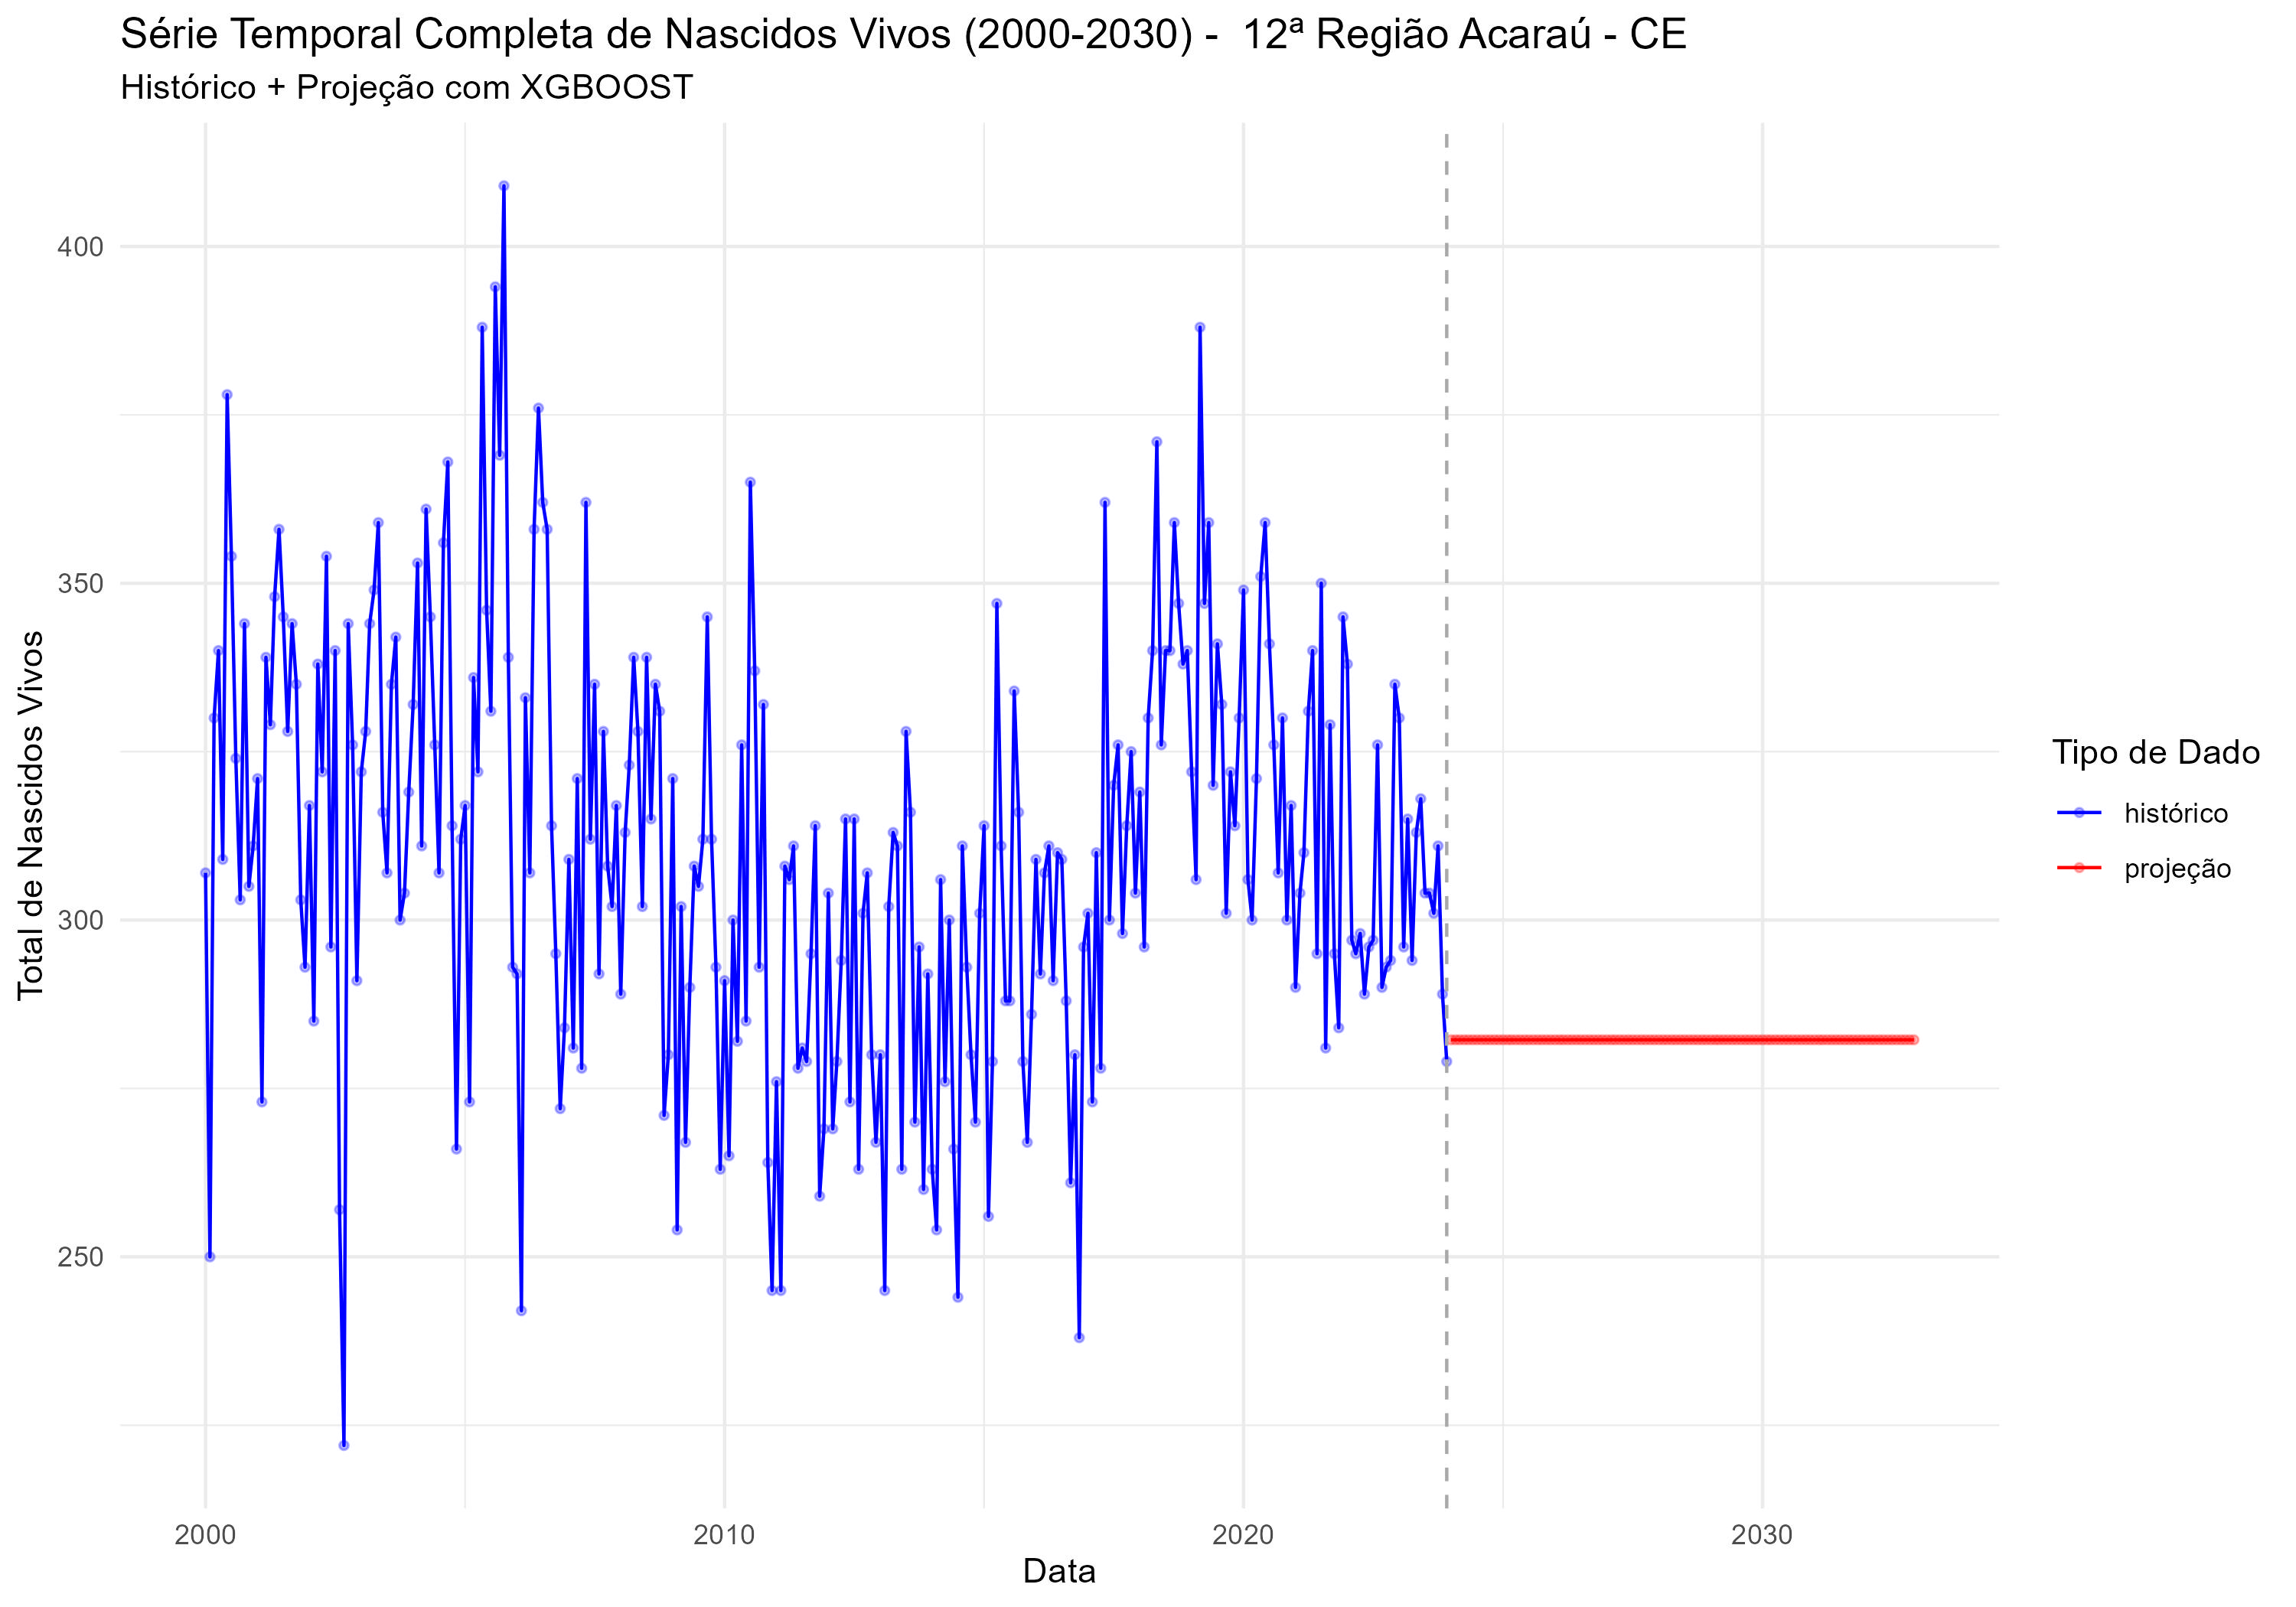 Série Temporal Completa de Nascidos Vivos (2000-2030) -  12ª Região Acaraú - CE
Histórico + Projeção com XGBOOST
Total de Nascidos Vivos
400
350
300
250
2000
2010
2020
2030
Data
Tipo de Dado
histórico
projeção